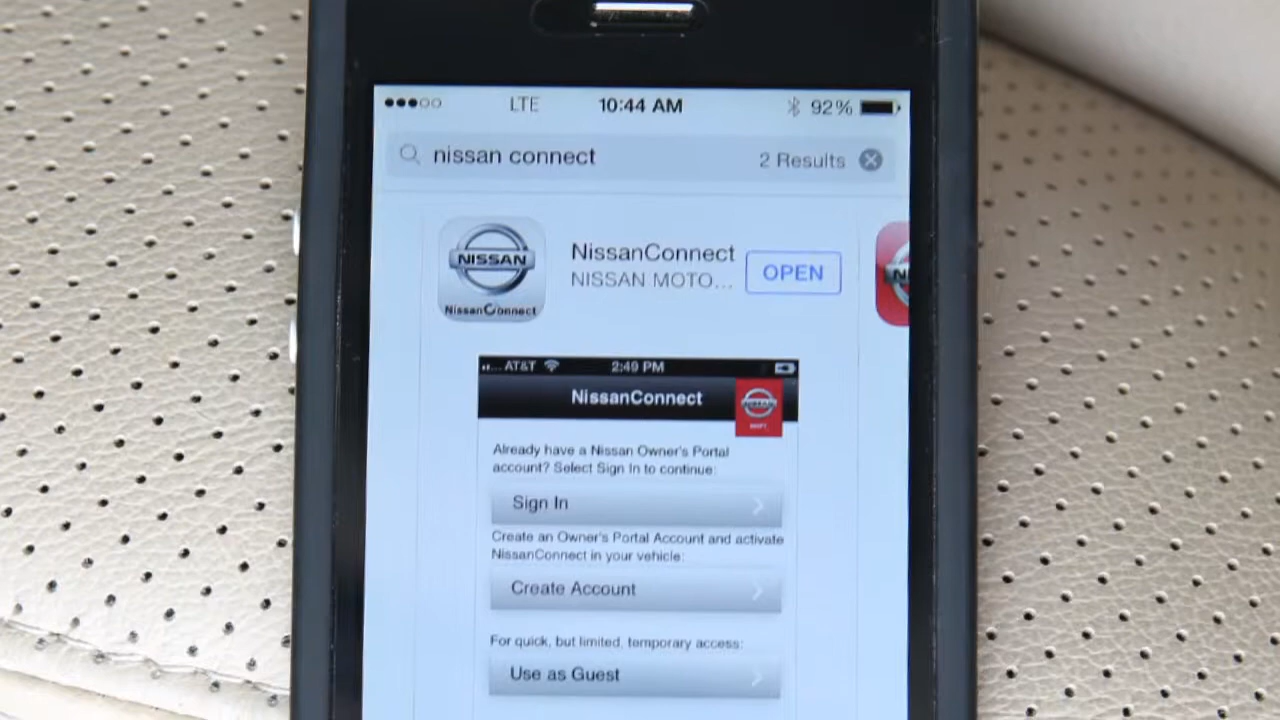 LTE 10:44 AM 92%
nissan connect 2 Results
NISSAN
NissanConnect
NissanConnect
NISSAN MOTO...
OPEN
AT&T 2:49 PM
NissanConnect
NISSAN
Already have a Nissan Owner's Portal
account? Select Sign In to continue:
Sign In
Create an Owner's Portal Account and activate
NissanConnect in your vehicle:
Create Account
For quick, but limited, temporary access:
Use as Guest